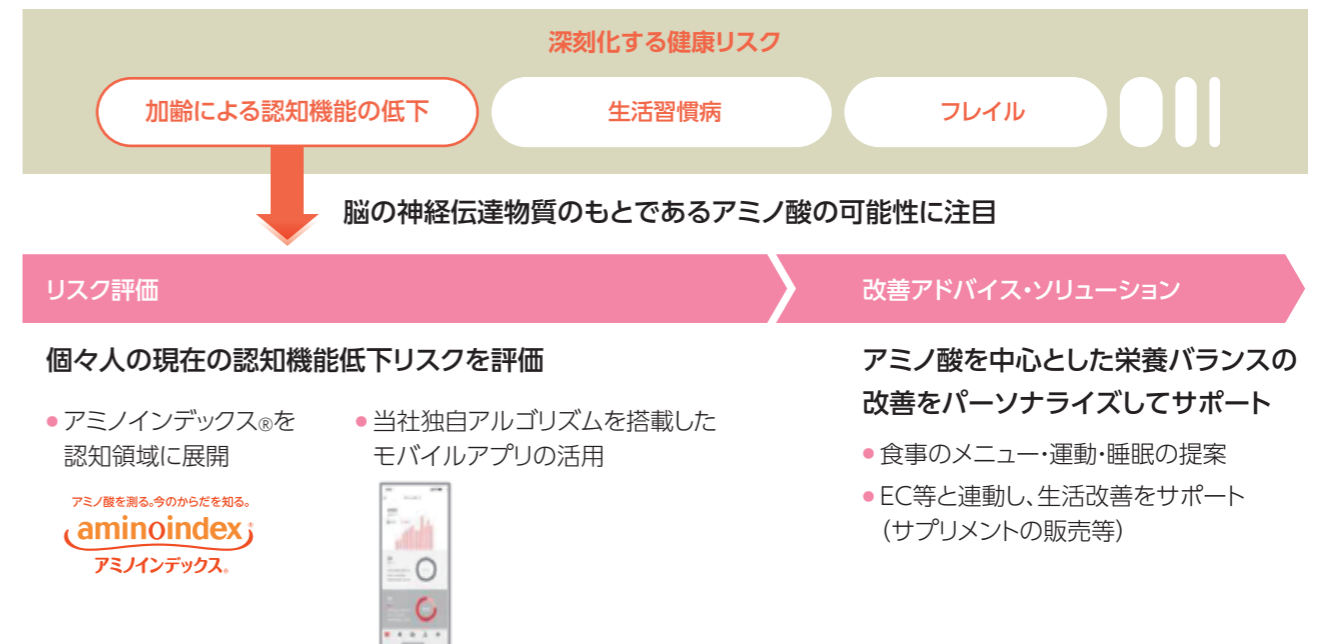 深刻化する健康リスク
加齢による認知機能の低下
生活習慣病
フレイル
脳の神経伝達物質のもとであるアミノ酸の可能性に注目
リスク評価
改善アドバイス・ソリューション
個々人の現在の認知機能低下リスクを評価
● アミノインデックス®を
認知領域に展開
アミノ酸を測る。今のからだを知る。
aminoindex®
アミノインデックス®
● 当社独自アルゴリズムを搭載した
モバイルアプリの活用
アミノ酸を中心とした栄養バランスの
改善をパーソナライズしてサポート
● 食事のメニュー・運動・睡眠の提案
● EC等と連動し、生活改善をサポート
（サプリメントの販売等）